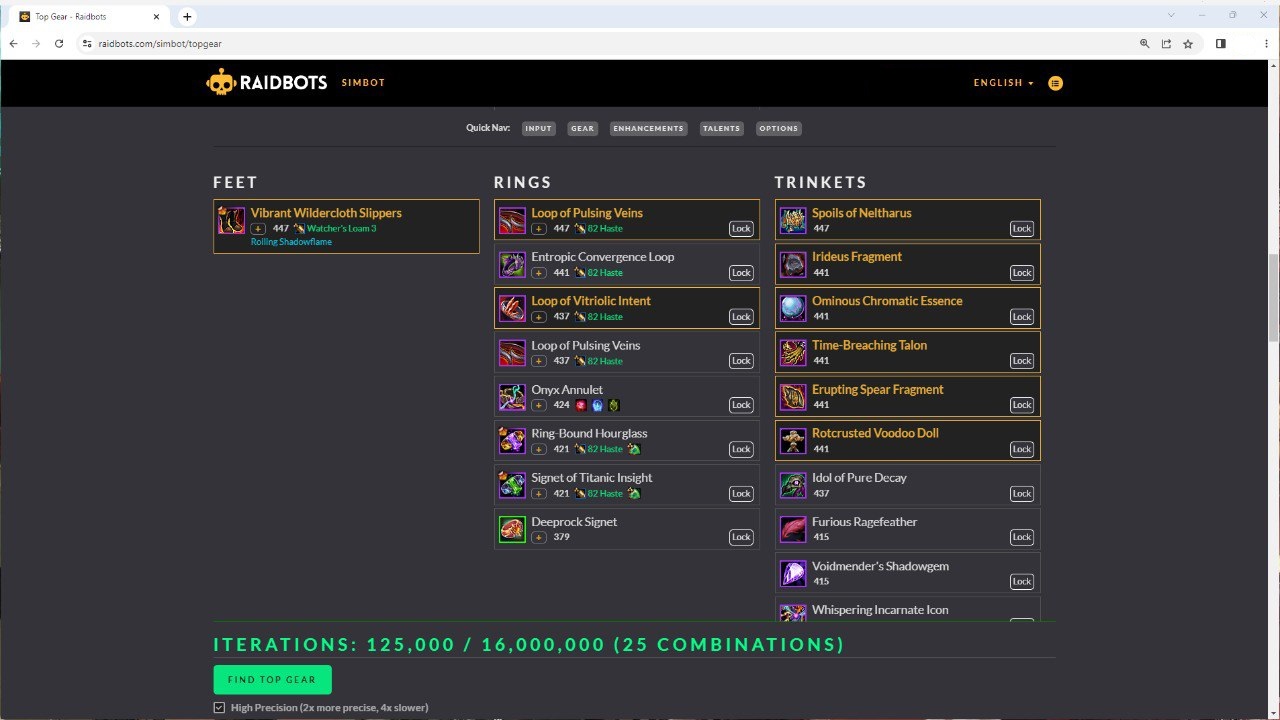 Top Gear - Raidbots
raidbots.com/simbot/topgear
RAIDBOTS SIMBOT ENGLISH
Quick Nav: INPUT GEAR ENHANCEMENTS TALENTS OPTIONS
FEET
Vibrant Wildercloth Slippers
+ 447 Watcher's Loam 3
Rolling Shadowflame
RINGS
Loop of Pulsing Veins
+ 447 82 Haste Lock
Entropic Convergence Loop
+ 441 82 Haste Lock
Loop of Vitriolic Intent
+ 437 82 Haste Lock
Loop of Pulsing Veins
+ 437 82 Haste Lock
Onyx Annulet
+ 424 Lock
Ring-Bound Hourglass
+ 421 82 Haste Lock
Signet of Titanic Insight
+ 421 82 Haste Lock
Deeprock Signet
+ 379 Lock
TRINKETS
Spoils of Neltharus
447 Lock
Irideus Fragment
441 Lock
Ominous Chromatic Essence
441 Lock
Time-Breaching Talon
441 Lock
Erupting Spear Fragment
441 Lock
Rotcrusted Voodoo Doll
441 Lock
Idol of Pure Decay
437 Lock
Furious Ragefeather
415 Lock
Voidmender's Shadowgem
415 Lock
Whispering Incarnate Icon
ITERATIONS: 125,000 / 16,000,000 (25 COMBINATIONS)
FIND TOP GEAR
High Precision (2x more precise, 4x slower)